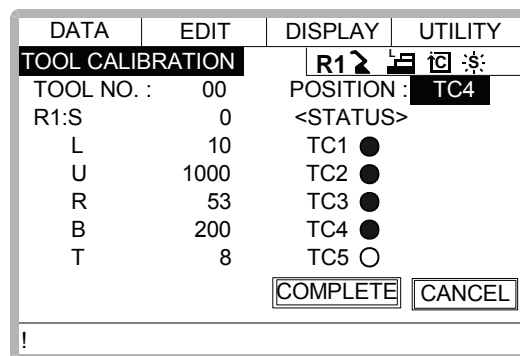 DATA EDIT DISPLAY UTILITY
TOOL CALIBRATION R1 C S
TOOL NO. : 00 POSITION : TC4
R1:S 0 <STATUS>
L 10 TC1 ●
U 1000 TC2 ●
R 53 TC3 ●
B 200 TC4 ●
T 8 TC5 ○
COMPLETE CANCEL
!